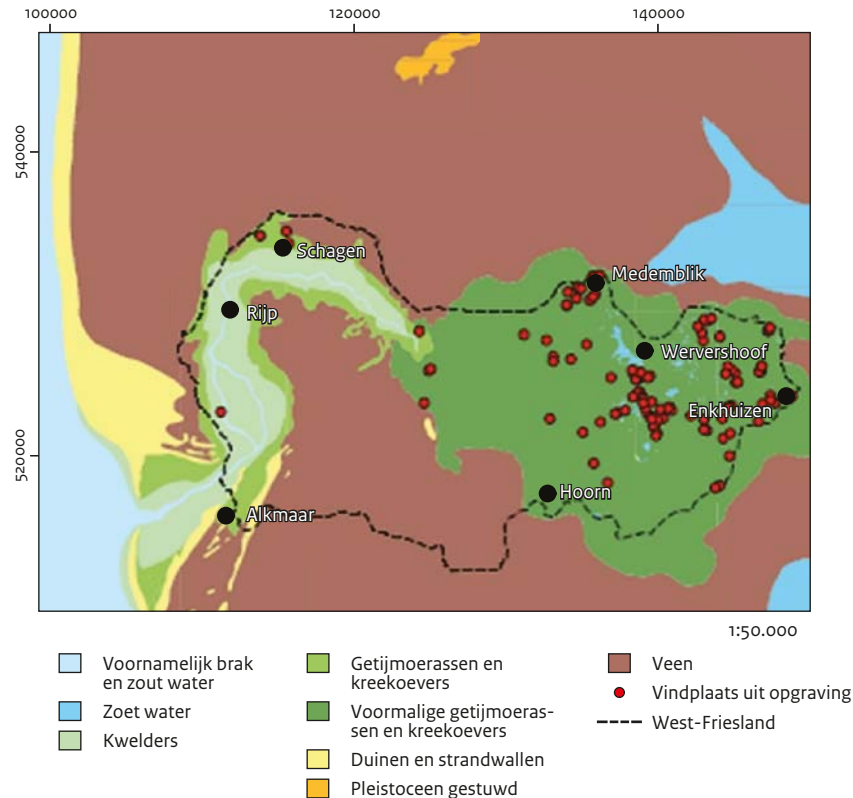 100000
120000
140000
540000
520000
Schagen
Medemblik
Rijp
Wervershoof
Enkhuizen
Hoorn
Alkmaar
1:50.000
Voornamelijk brak
en zout water
Zoet water
Kwelders
Getijmoerassen en
kreekoevers
Voormalige getijmoeras-
sen en kreekoevers
Duinen en strandwallen
Pleistoceen gestuwd
Veen
Vindplaats uit opgraving
West-Friesland